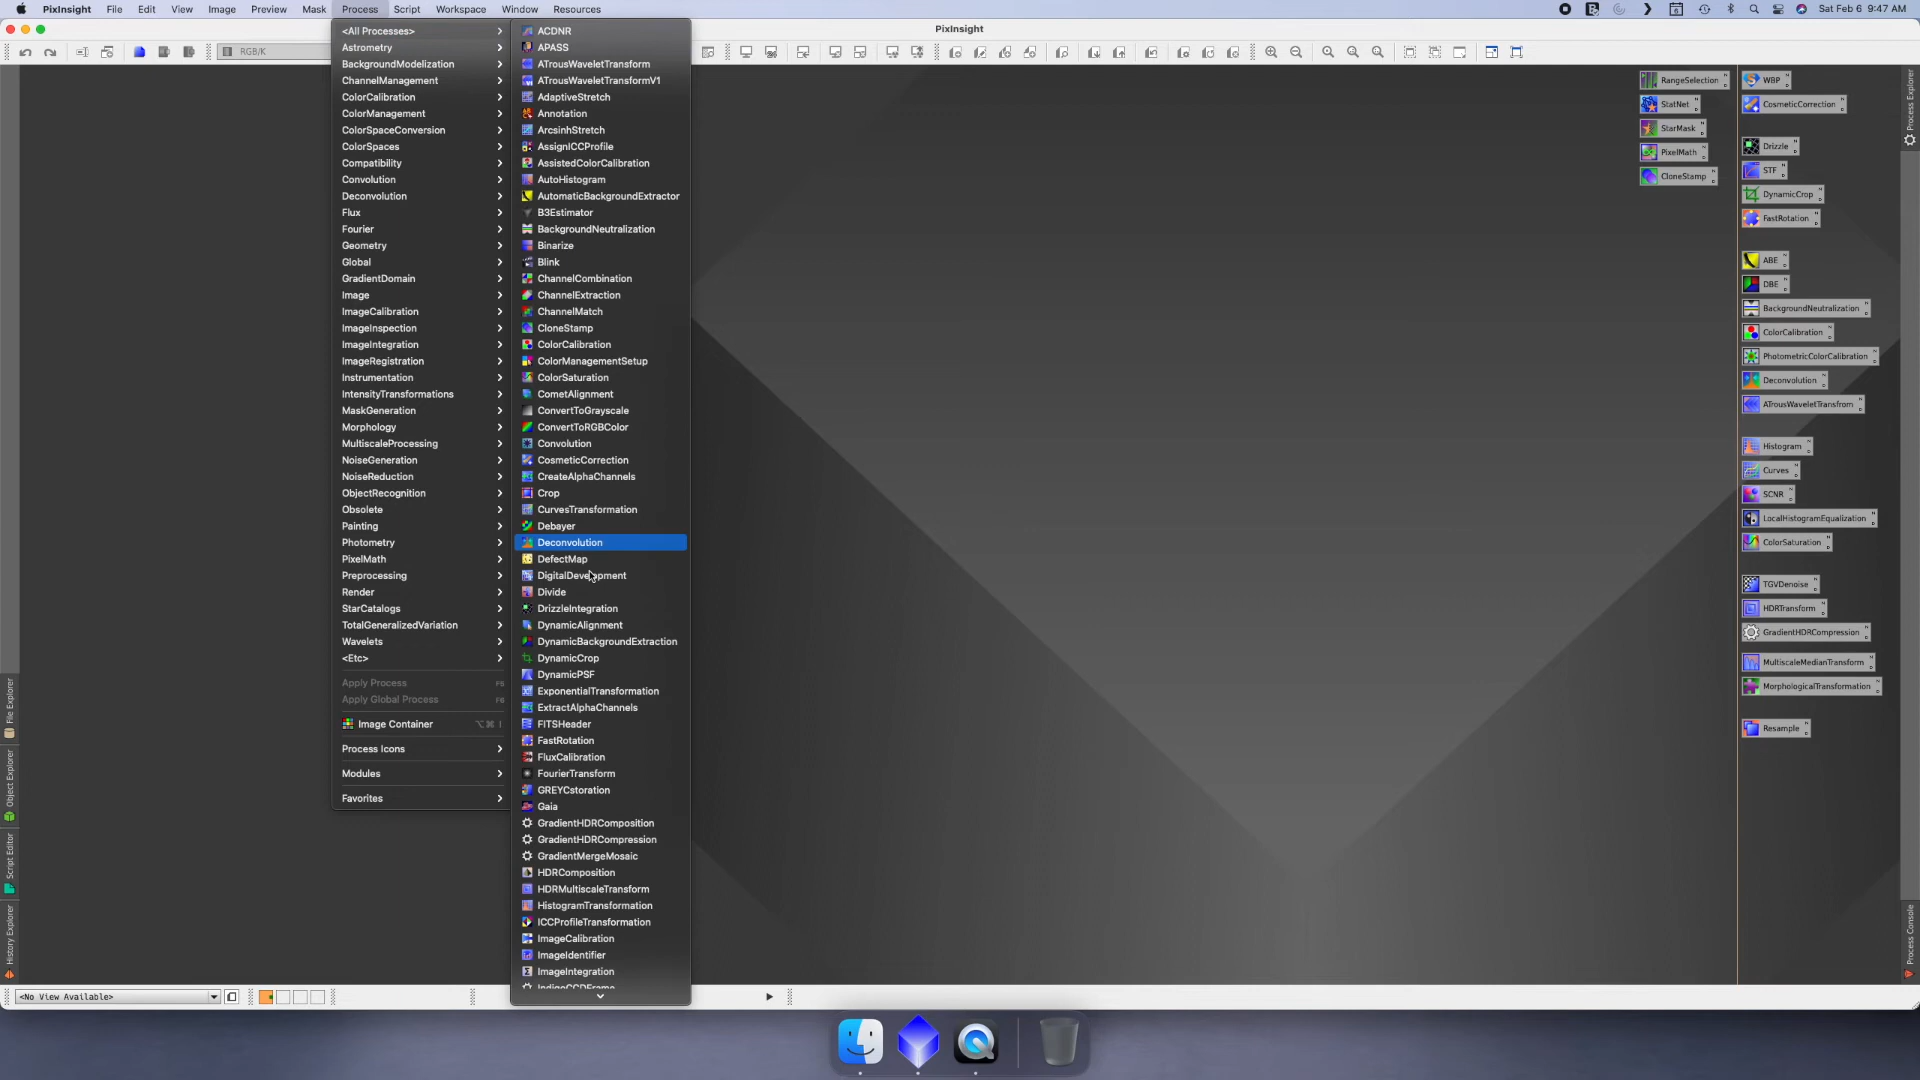 PixInsight File Edit View Image Preview Mask Process Script Workspace Window Resources
Sat Feb 6 9:47 AM
PixInsight
RGB/K
<All Processes>
Astrometry
BackgroundModelization
ChannelManagement
ColorCalibration
ColorManagement
ColorSpaceConversion
ColorSpaces
Compatibility
Convolution
Deconvolution
Flux
Fourier
Geometry
Global
GradientDomain
Image
ImageCalibration
ImageInspection
ImageIntegration
ImageRegistration
Instrumentation
IntensityTransformations
MaskGeneration
Morphology
MultiscaleProcessing
NoiseGeneration
NoiseReduction
ObjectRecognition
Obsolete
Painting
Photometry
PixelMath
Preprocessing
Render
StarCatalogs
TotalGeneralizedVariation
Wavelets
<Etc>
Apply Process
Apply Global Process F6
Image Container ⌥⌘ I
Process Icons
Modules
Favorites
ACDNR
APASS
ATrousWaveletTransform
ATrousWaveletTransformV1
AdaptiveStretch
Annotation
ArcsinhStretch
AssignICCProfile
AssistedColorCalibration
AutoHistogram
AutomaticBackgroundExtractor
B3Estimator
BackgroundNeutralization
Binarize
Blink
ChannelCombination
ChannelExtraction
ChannelMatch
CloneStamp
ColorCalibration
ColorManagementSetup
ColorSaturation
CometAlignment
ConvertToGrayscale
ConvertToRGBColor
Convolution
CosmeticCorrection
CreateAlphaChannels
Crop
CurvesTransformation
Debayer
Deconvolution
DefectMap
DigitalDevelopment
Divide
DrizzleIntegration
DynamicAlignment
DynamicBackgroundExtraction
DynamicCrop
DynamicPSF
ExponentialTransformation
ExtractAlphaChannels
FITSHeader
FastRotation
FluxCalibration
FourierTransform
GREYCstoration
Gaia
GradientHDRComposition
GradientHDRCompression
GradientMergeMosaic
HDRComposition
HDRMultiscaleTransform
HistogramTransformation
ICCProfileTransformation
ImageCalibration
ImageIdentifier
ImageIntegration
IndigoCCDFrame
RangeSelection
StatNet
StarMask
PixelMath
CloneStamp
WBP
CosmeticCorrection
Drizzle
STF
DynamicCrop
FastRotation
ABE
DBE
BackgroundNeutralization
ColorCalibration
PhotometricColorCalibration
Deconvolution
ATrousWaveletTransfrom
Histogram
Curves
SCNR
LocalHistogramEqualization
ColorSaturation
TGVDenoise
HDRTransform
GradientHDRCompression
MultiscaleMedianTransform
MorphologicalTransformation
Resample
Process Explorer
Process Console
File Explorer
Object Explorer
Script Editor
History Explorer
<No View Available>